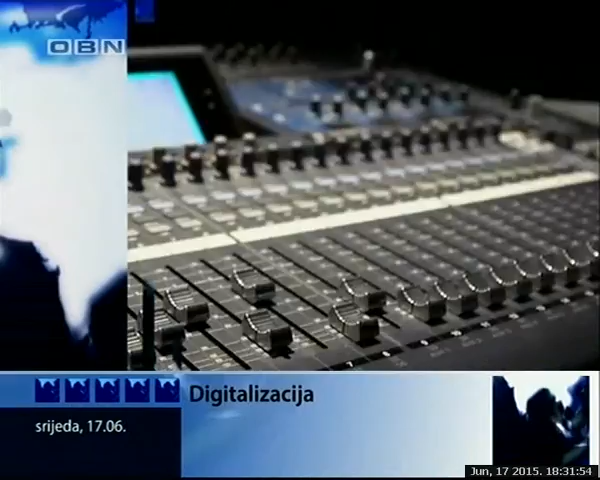 OBN
Digitalizacija
srijeda, 17.06.
Jun, 17 2015. 18:31:54